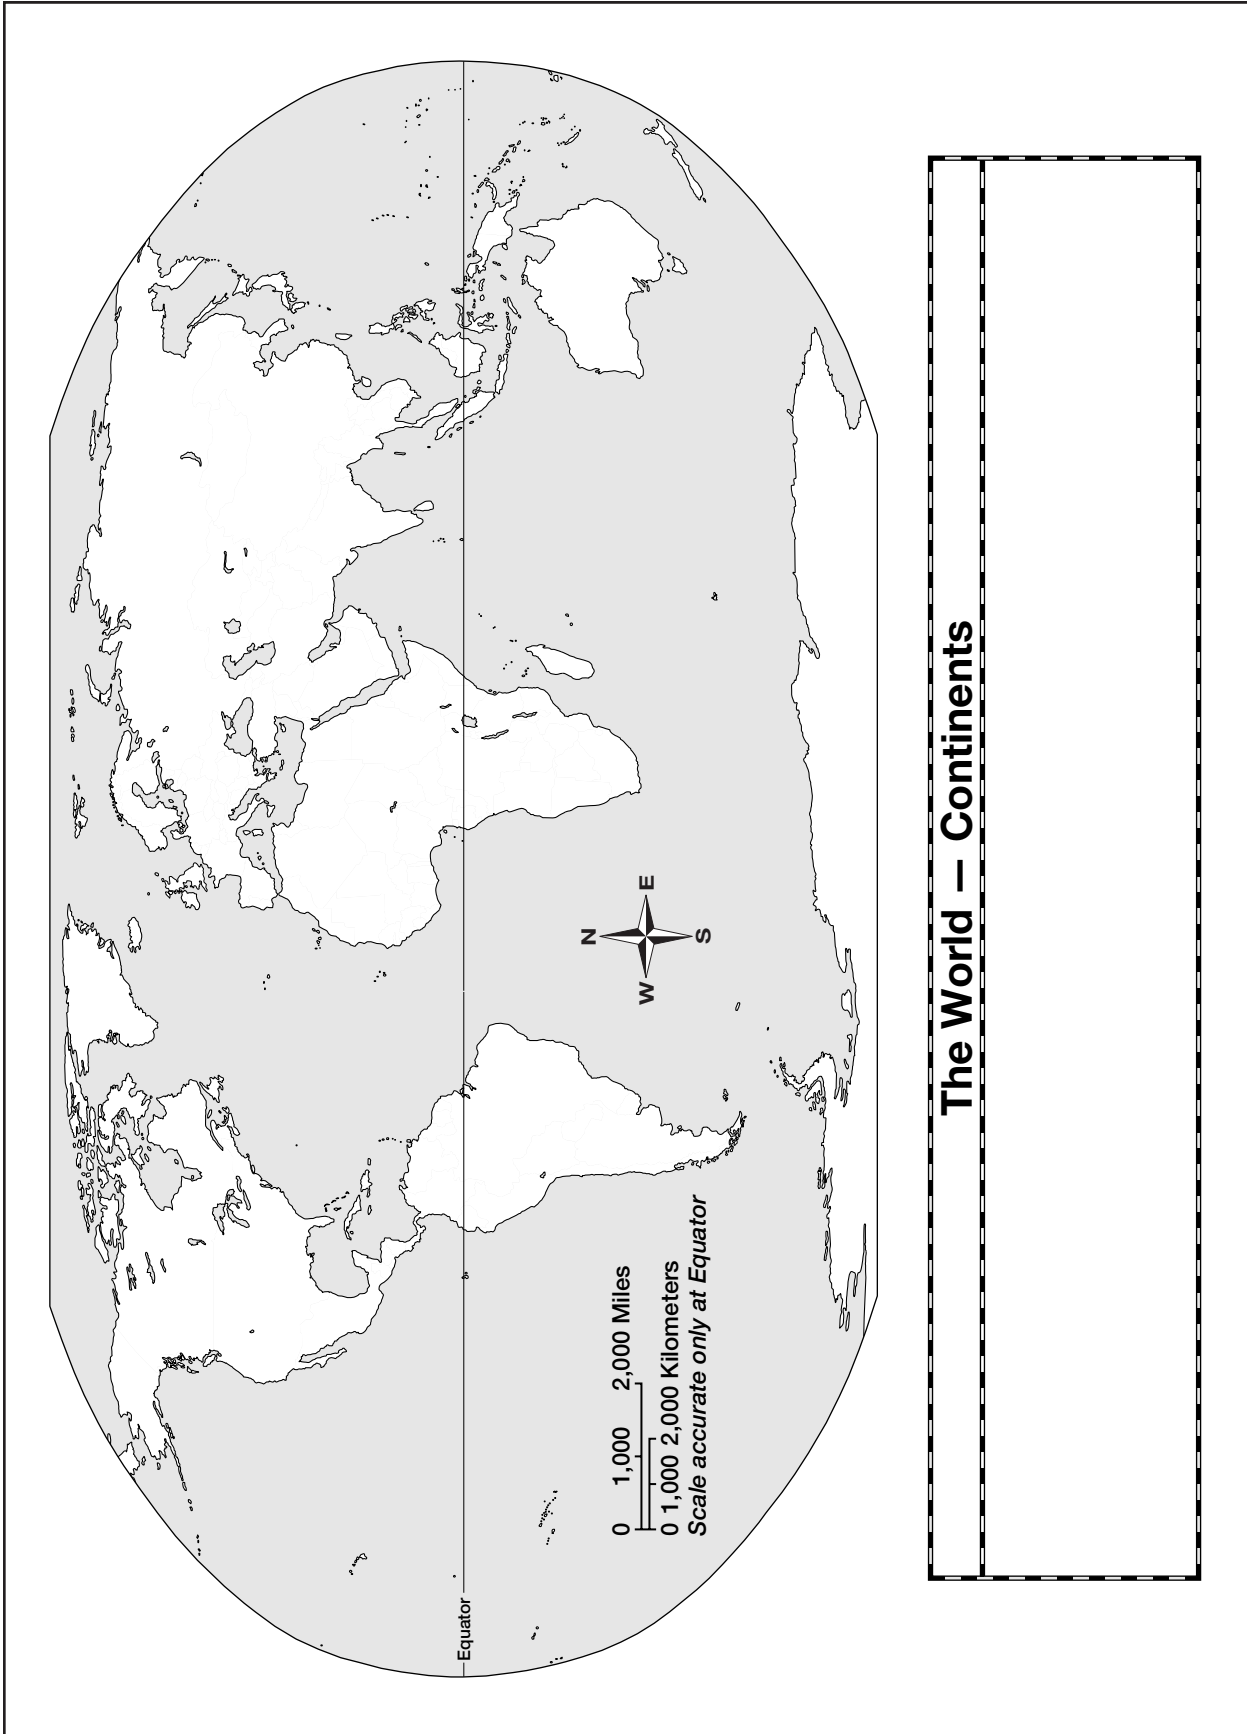 Equator
N
W
E
S
0 1,000 2,000 Miles
0 1,000 2,000 Kilometers
Scale accurate only at Equator
The World — Continents